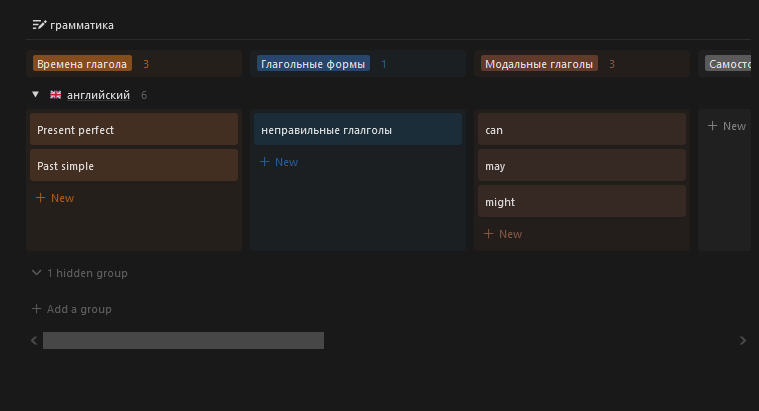 грамматика
Времена глагола 3
Глагольные формы 1
Модальные глаголы 3
Самосто
английский 6
Present perfect
Past simple
+ New
неправильные глалголы
+ New
can
may
might
+ New
+ New
1 hidden group
+ Add a group